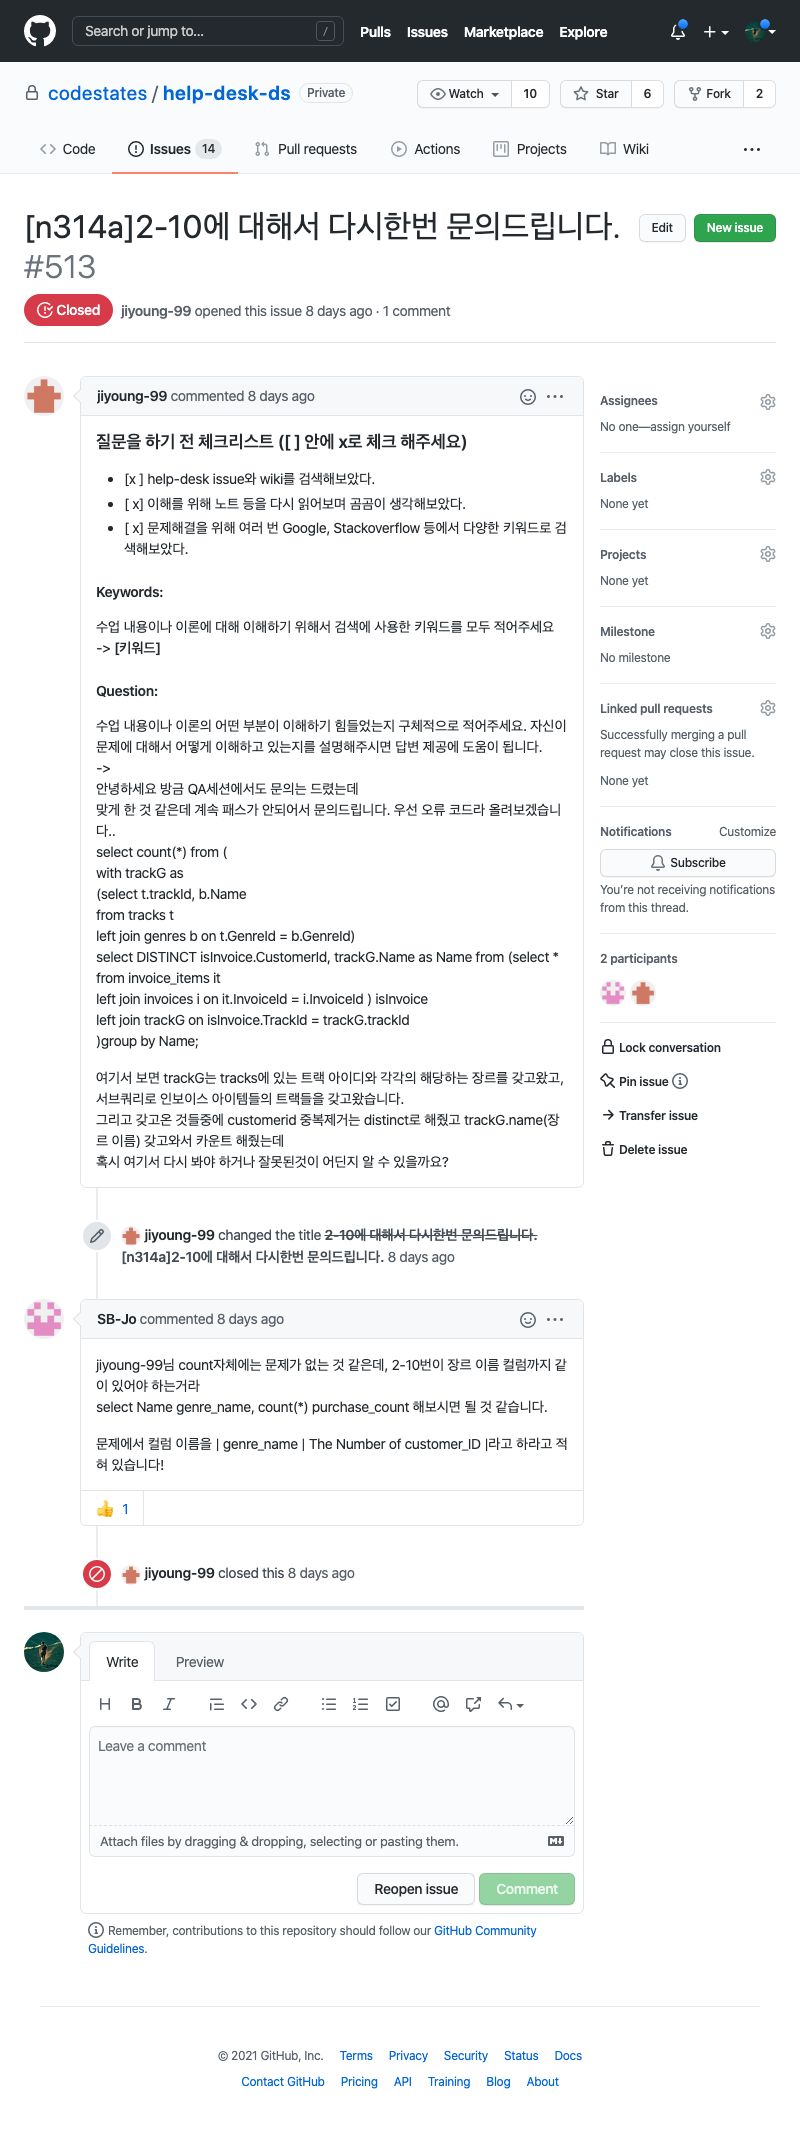 Search or jump to... /
Pulls Issues Marketplace Explore
codestates / help-desk-ds Private
Watch 10 Star 6 Fork 2
Code Issues 14 Pull requests Actions Projects Wiki ...
[n314a]2-10에 대해서 다시한번 문의드립니다.
#513
Edit New issue
Closed jiyoung-99 opened this issue 8 days ago · 1 comment
jiyoung-99 commented 8 days ago
질문을 하기 전 체크리스트 ([ ] 안에 x로 체크 해주세요)
• [x ] help-desk issue와 wiki를 검색해보았다.
• [ x] 이해를 위해 노트 등을 다시 읽어보며 곰곰이 생각해보았다.
• [ x] 문제해결을 위해 여러 번 Google, Stackoverflow 등에서 다양한 키워드로 검
색해보았다.
Keywords:
수업 내용이나 이론에 대해 이해하기 위해서 검색에 사용한 키워드를 모두 적어주세요
-> [키워드]
Question:
수업 내용이나 이론의 어떤 부분이 이해하기 힘들었는지 구체적으로 적어주세요. 자신이
문제에 대해서 어떻게 이해하고 있는지를 설명해주시면 답변 제공에 도움이 됩니다.
->
안녕하세요 방금 QA세션에서도 문의는 드렸는데
맞게 한 것 같은데 계속 패스가 안되어서 문의드립니다. 우선 오류 코드라 올려보겠습니
다..
select count(*) from (
with trackG as
(select t.trackId, b.Name
from tracks t
left join genres b on t.GenreId = b.GenreId)
select DISTINCT isInvoice.CustomerId, trackG.Name as Name from (select *
from invoice_items it
left join invoices i on it.InvoiceId = i.InvoiceId ) isInvoice
left join trackG on isInvoice.TrackId = trackG.trackId
)group by Name;
여기서 보면 trackG는 tracks에 있는 트랙 아이디와 각각의 해당하는 장르를 갖고왔고,
서브쿼리로 인보이스 아이템들의 트랙들을 갖고왔습니다.
그리고 갖고온 것들중에 customerid 중복제거는 distinct로 해줬고 trackG.name(장
르 이름) 갖고와서 카운트 해줬는데
혹시 여기서 다시 봐야 하거나 잘못된것이 어딘지 알 수 있을까요?
jiyoung-99 changed the title 2-10에 대해서 다시한번 문의드립니다.
[n314a]2-10에 대해서 다시한번 문의드립니다. 8 days ago
SB-Jo commented 8 days ago
jiyoung-99님 count자체에는 문제가 없는 것 같은데, 2-10번이 장르 이름 컬럼까지 같
이 있어야 하는거라
select Name genre_name, count(*) purchase_count 해보시면 될 것 같습니다.
문제에서 컬럼 이름을 | genre_name | The Number of customer_ID |라고 하라고 적
혀 있습니다!
👍 1
jiyoung-99 closed this 8 days ago
Assignees
No one—assign yourself
Labels
None yet
Projects
None yet
Milestone
No milestone
Linked pull requests
Successfully merging a pull
request may close this issue.
None yet
Notifications Customize
Subscribe
You're not receiving notifications
from this thread.
2 participants
Lock conversation
Pin issue
Transfer issue
Delete issue
Write Preview
Leave a comment
Attach files by dragging & dropping, selecting or pasting them.
Reopen issue Comment
Remember, contributions to this repository should follow our GitHub Community
Guidelines.
© 2021 GitHub, Inc. Terms Privacy Security Status Docs
Contact GitHub Pricing API Training Blog About